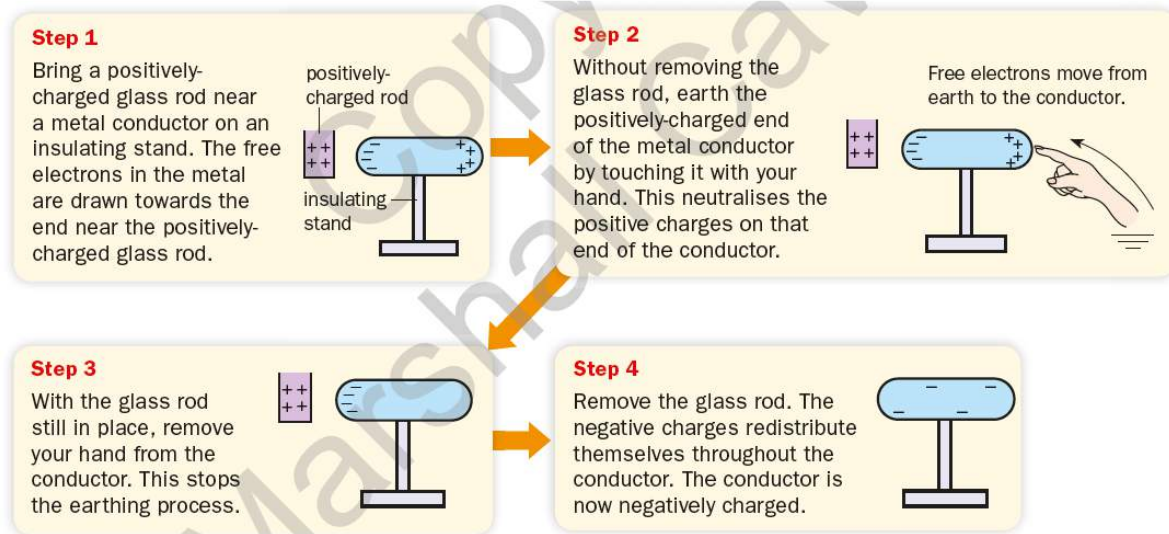 Step 1
Bring a positively-
charged glass rod near
a metal conductor on an
insulating stand. The free
electrons in the metal
are drawn towards the
end near the positively-
charged glass rod.
positively-
charged rod
++
++
insulating
stand
Step 2
Without removing the
glass rod, earth the
positively-charged end
of the metal conductor
by touching it with your
hand. This neutralises the
positive charges on that
end of the conductor.
Free electrons move from
earth to the conductor.
++
++
Step 3
With the glass rod
still in place, remove
your hand from the
conductor. This stops
the earthing process.
++
++
Step 4
Remove the glass rod. The
negative charges redistribute
themselves throughout the
conductor. The conductor is
now negatively charged.
Copy
Marshall Cav